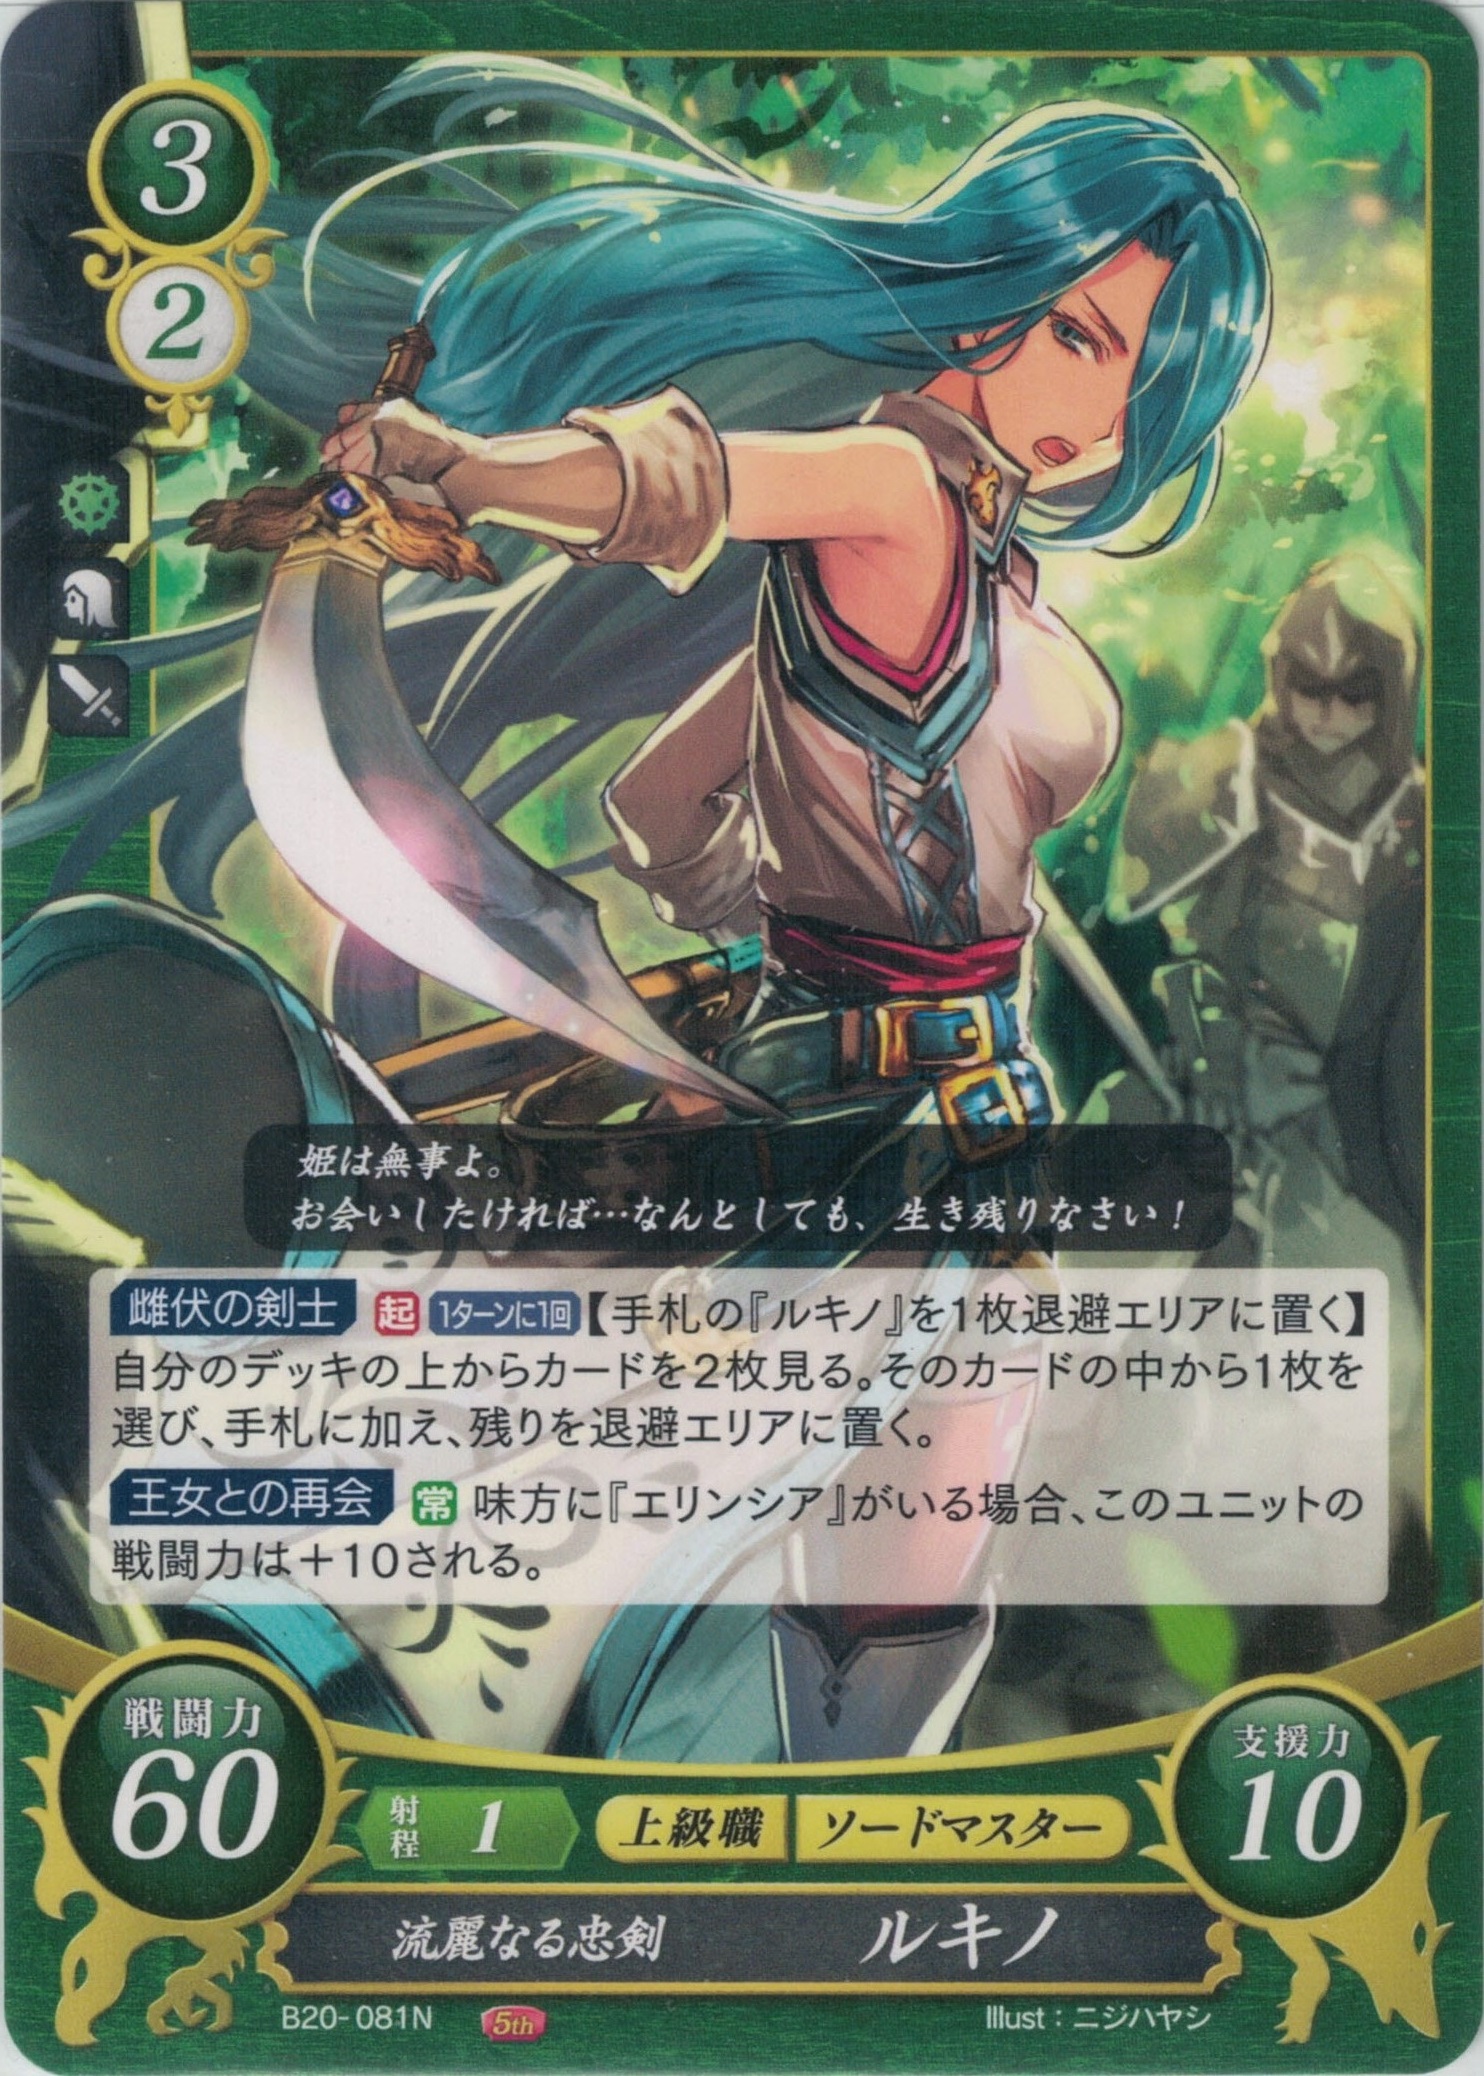 3
2
姫は無事よ。
お会いしたければ…なんとしても、生き残りなさい！
雌伏の剣士 起 1ターンに1回【手札の『ルキノ』を1枚退避エリアに置く】
自分のデッキの上からカードを2枚見る。そのカードの中から1枚を
選び、手札に加え、残りを退避エリアに置く。
王女との再会 常 味方に『エリンシア』がいる場合、このユニットの
戦闘力は＋10される。
戦闘力
60
射程 1
上級職 ソードマスター
支援力
10
流麗なる忠剣 ルキノ
B20-081N 5th Illust：ニジハヤシ